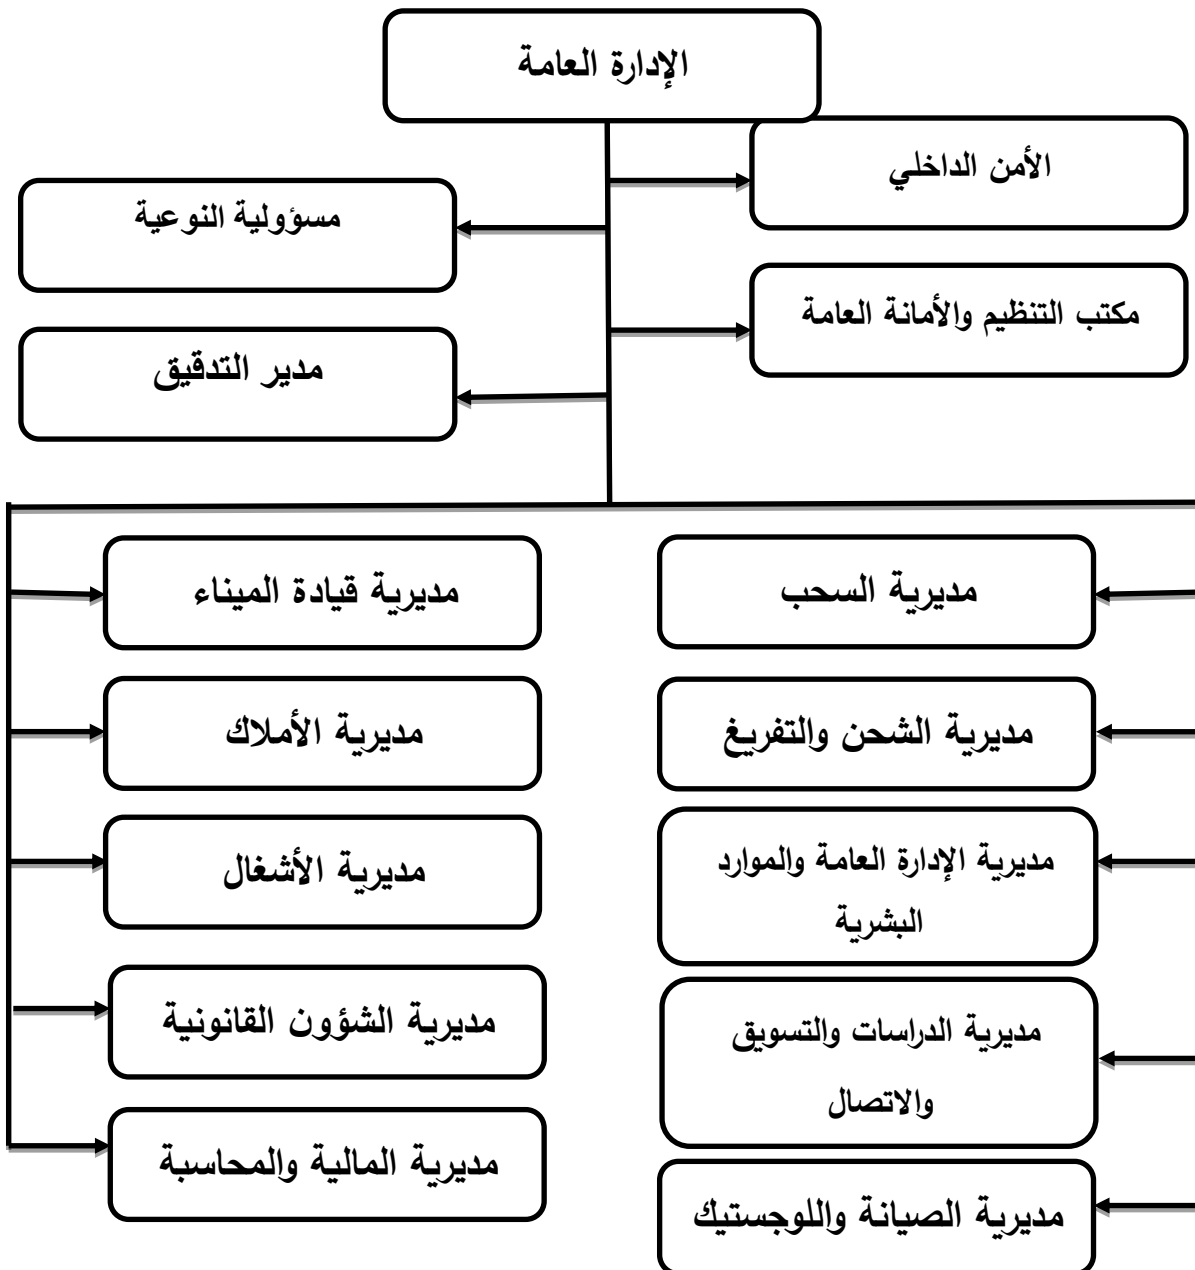 الإدارة العامة
الأمن الداخلي
مسؤولية النوعية
مكتب التنظيم والأمانة العامة
مدير التدقيق
مديرية السحب
مديرية قيادة الميناء
مديرية الشحن والتفريغ
مديرية الأملاك
مديرية الإدارة العامة والموارد
البشرية
مديرية الأشغال
مديرية الدراسات والتسويق
والاتصال
مديرية الشؤون القانونية
مديرية الصيانة واللوجستيك
مديرية المالية والمحاسبة